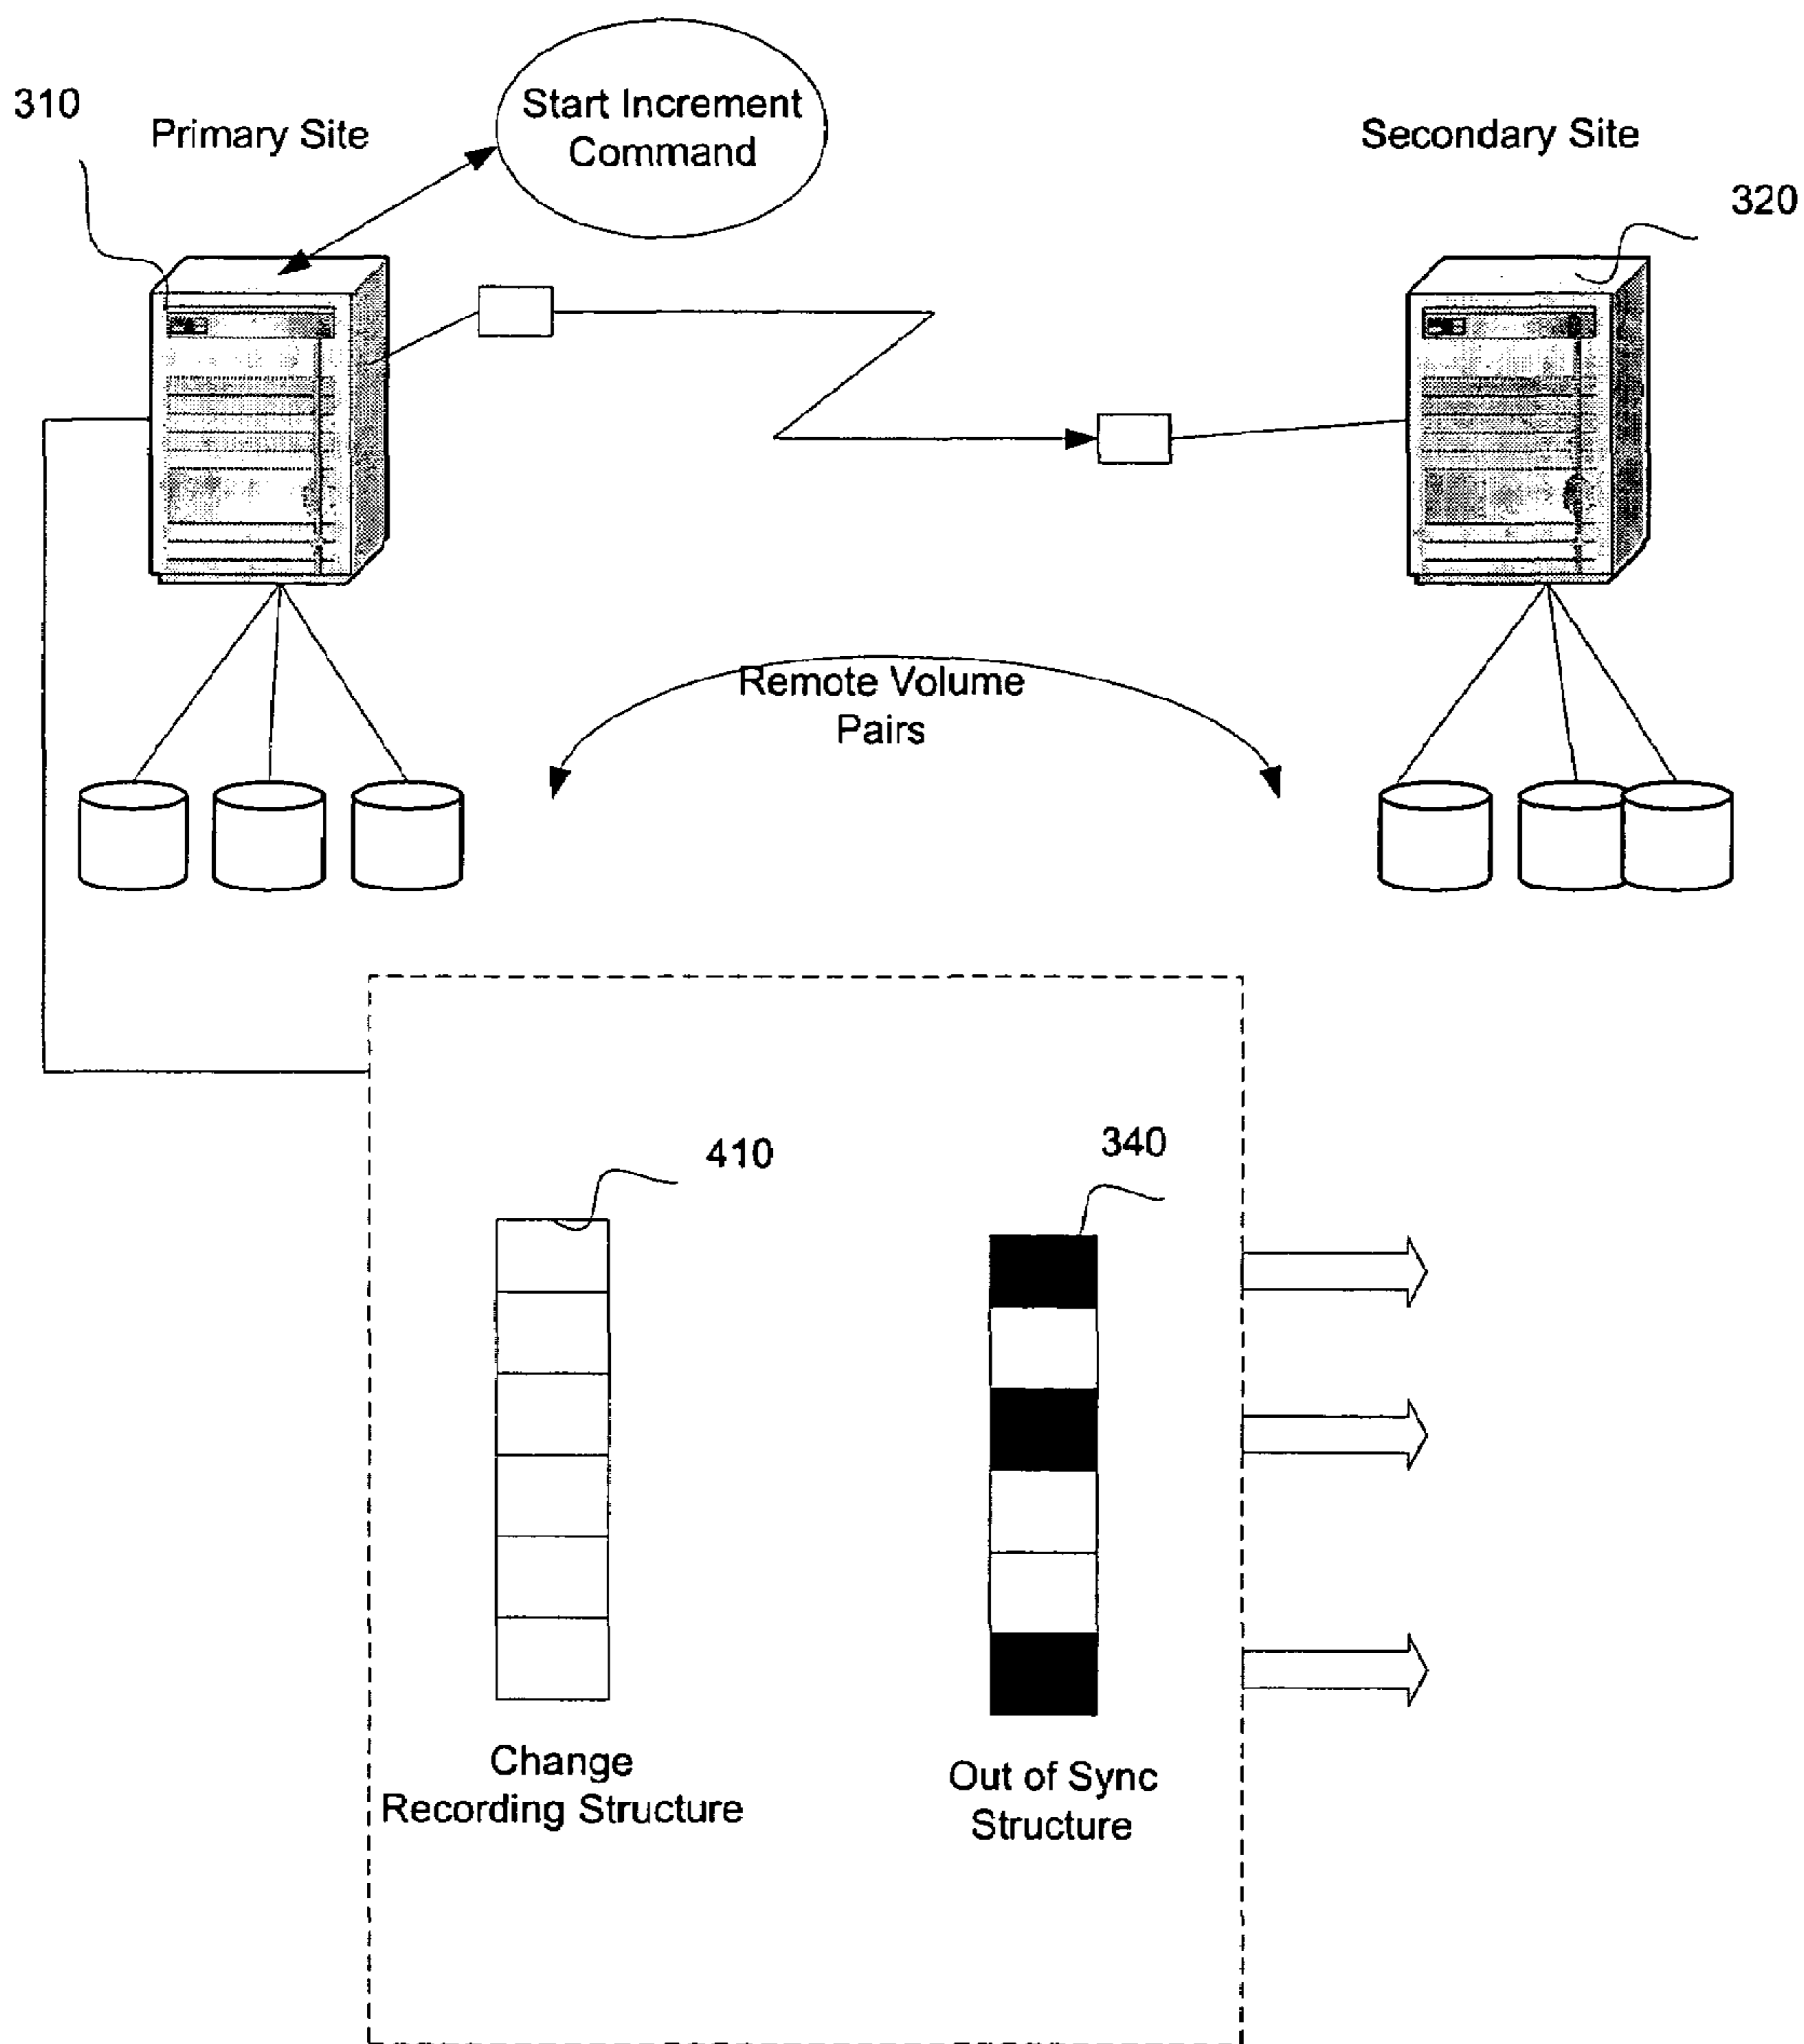 310
Primary Site
Start Increment
Command
Secondary Site
320
Remote Volume
Pairs
410
340
Change
Recording Structure
Out of Sync
Structure